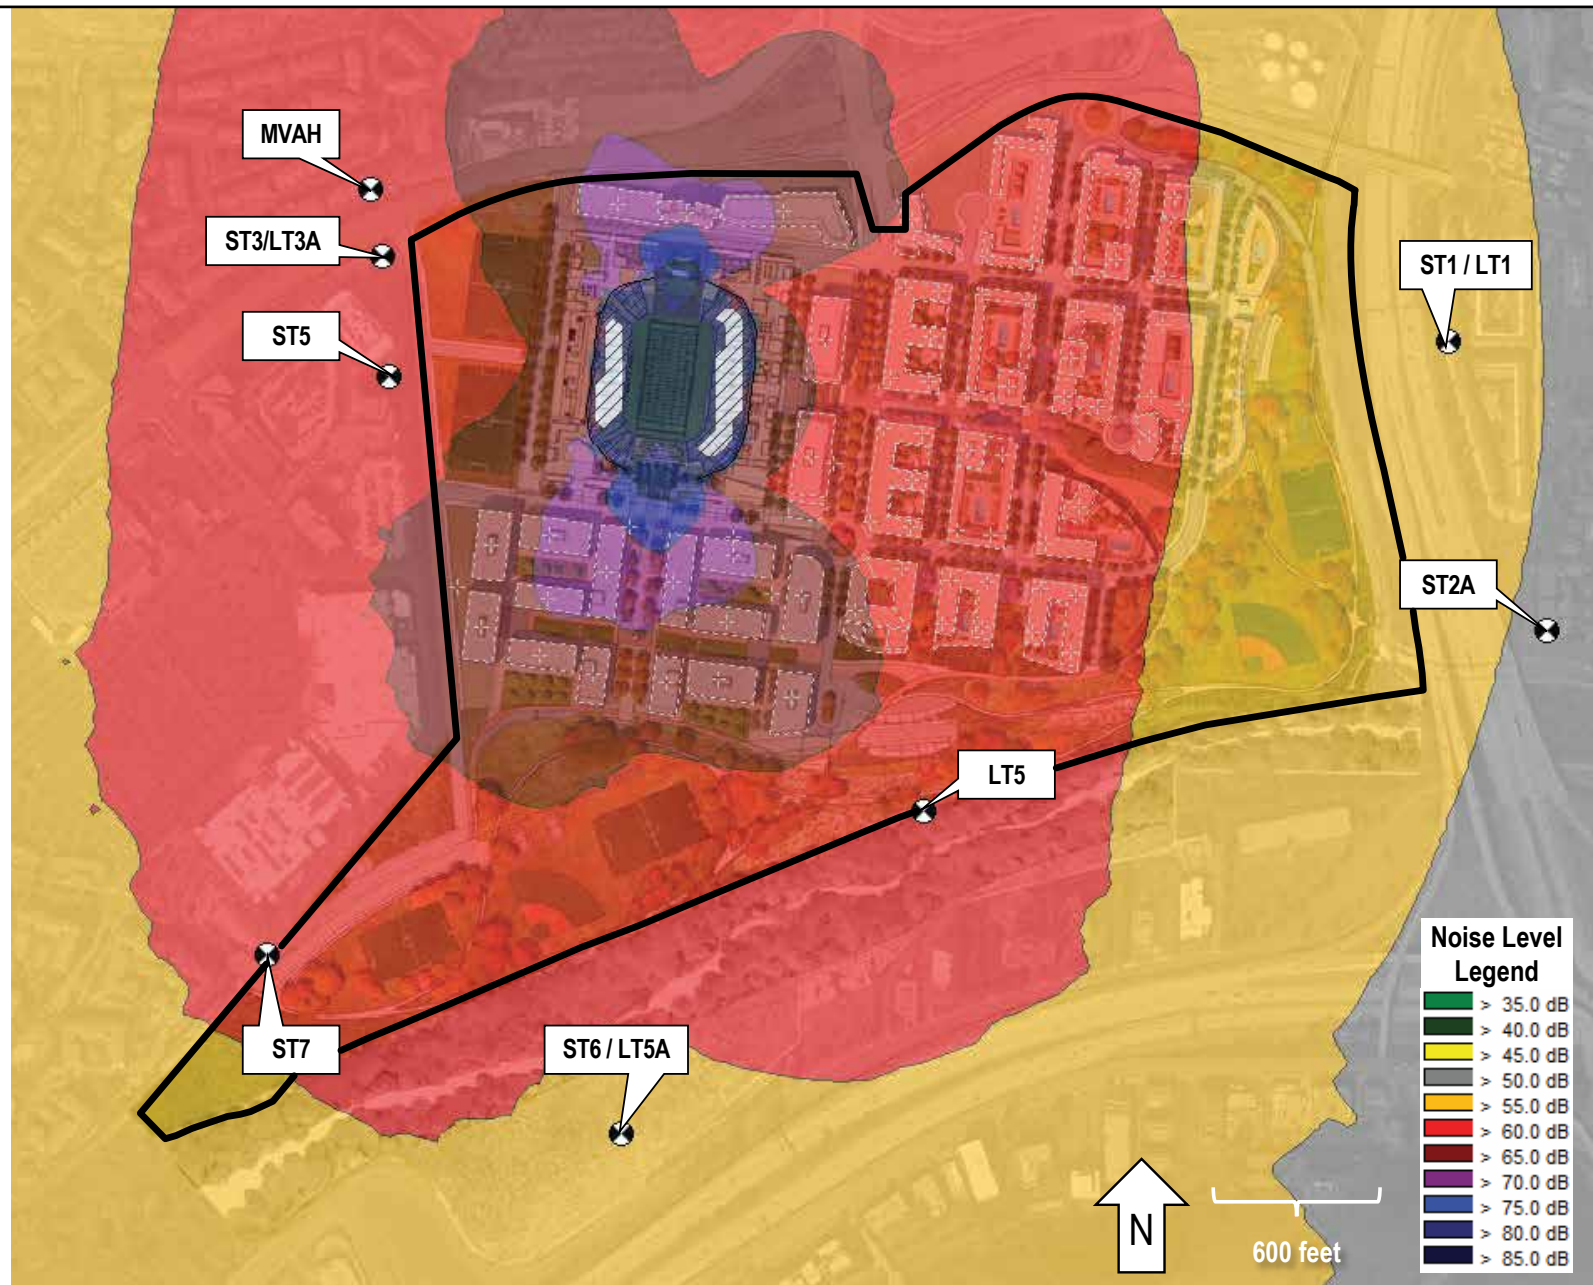 MVAH
ST3/LT3A
ST5
ST1 / LT1
ST2A
LT5
ST7
ST6 / LT5A
N
600 feet
Noise Level
Legend
> 35.0 dB
> 40.0 dB
> 45.0 dB
> 50.0 dB
> 55.0 dB
> 60.0 dB
> 65.0 dB
> 70.0 dB
> 75.0 dB
> 80.0 dB
> 85.0 dB